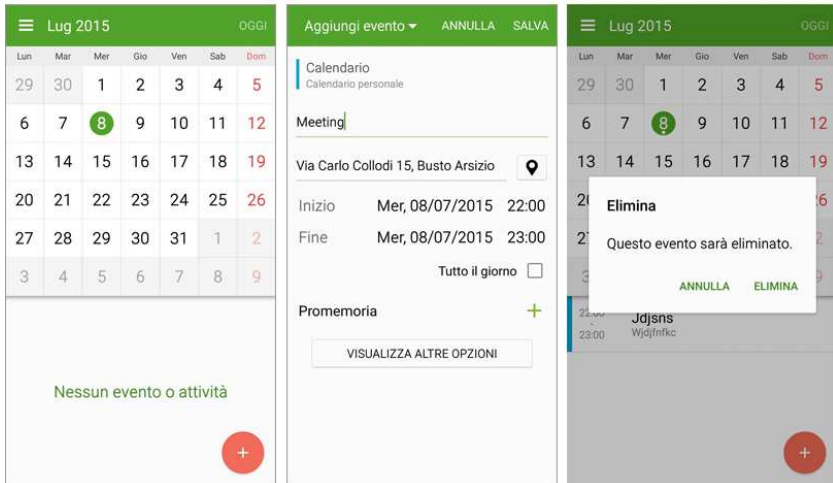 Lug 2015 OGGI
Lun Mar Mer Gio Ven Sab Dom
29 30 1 2 3 4 5
6 7 8 9 10 11 12
13 14 15 16 17 18 19
20 21 22 23 24 25 26
27 28 29 30 31 1 2
3 4 5 6 7 8 9
Nessun evento o attività
+
Aggiungi evento ANNULLA SALVA
Calendario
Calendario personale
Meeting
Via Carlo Collodi 15, Busto Arsizio
Inizio Mer, 08/07/2015 22:00
Fine Mer, 08/07/2015 23:00
Tutto il giorno
Promemoria +
VISUALIZZA ALTRE OPZIONI
Lug 2015 OGGI
Lun Mar Mer Gio Ven Sab Dom
29 30 1 2 3 4 5
6 7 8 9 10 11 12
13 14 15 16 17 18 19
Elimina
Questo evento sarà eliminato.
ANNULLA ELIMINA
22:00 - 23:00
Jdjsns
Wjdjfnfkc
+